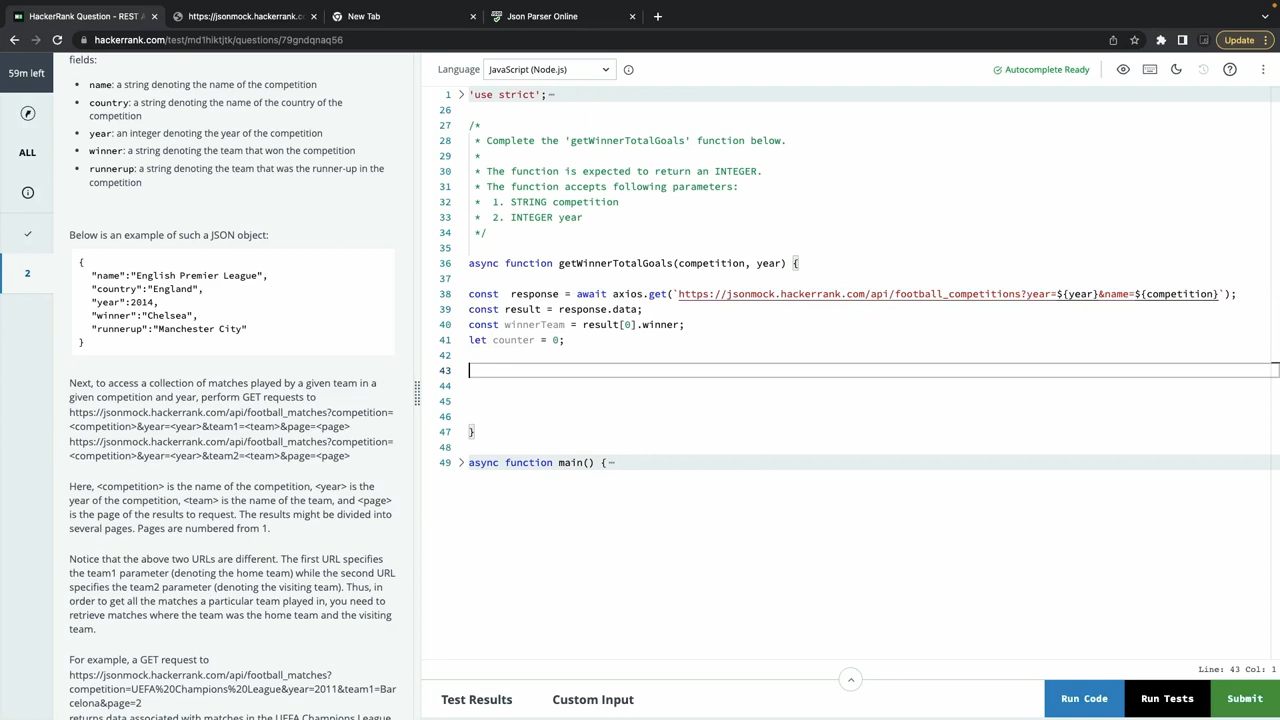 HackerRank Question - REST A
https://jsonmock.hackerrank.co
New Tab
Json Parser Online
hackerrank.com/test/md1hiktjtk/questions/79gndqnaq56
Update
59m left
ALL
2
fields:
name: a string denoting the name of the competition
country: a string denoting the name of the country of the
competition
year: an integer denoting the year of the competition
winner: a string denoting the team that won the competition
runnerup: a string denoting the team that was the runner-up in the
competition
Below is an example of such a JSON object:
{
"name":"English Premier League",
"country":"England",
"year":2014,
"winner":"Chelsea",
"runnerup":"Manchester City"
}
Next, to access a collection of matches played by a given team in a
given competition and year, perform GET requests to
https://jsonmock.hackerrank.com/api/football_matches?competition=
<competition>&year=<year>&team1=<team>&page=<page>
https://jsonmock.hackerrank.com/api/football_matches?competition=
<competition>&year=<year>&team2=<team>&page=<page>
Here, <competition> is the name of the competition, <year> is the
year of the competition, <team> is the name of the team, and <page>
is the page of the results to request. The results might be divided into
several pages. Pages are numbered from 1.
Notice that the above two URLs are different. The first URL specifies
the team1 parameter (denoting the home team) while the second URL
specifies the team2 parameter (denoting the visiting team). Thus, in
order to get all the matches a particular team played in, you need to
retrieve matches where the team was the home team and the visiting
team.
For example, a GET request to
https://jsonmock.hackerrank.com/api/football_matches?
competition=UEFA%20Champions%20League&year=2011&team1=Bar
celona&page=2
returns data associated with matches in the UEFA Champions League
Language JavaScript (Node.js)
Autocomplete Ready
1 'use strict';
26
27 /*
28 * Complete the 'getWinnerTotalGoals' function below.
29 *
30 * The function is expected to return an INTEGER.
31 * The function accepts following parameters:
32 * 1. STRING competition
33 * 2. INTEGER year
34 */
35
36 async function getWinnerTotalGoals(competition, year) {
37
38 const response = await axios.get(`https://jsonmock.hackerrank.com/api/football_competitions?year=${year}&name=${competition}`);
39 const result = response.data;
40 const winnerTeam = result[0].winner;
41 let counter = 0;
42
43
44
45
46
47 }
48
49 async function main() {
Line: 43 Col: 1
Test Results
Custom Input
Run Code
Run Tests
Submit